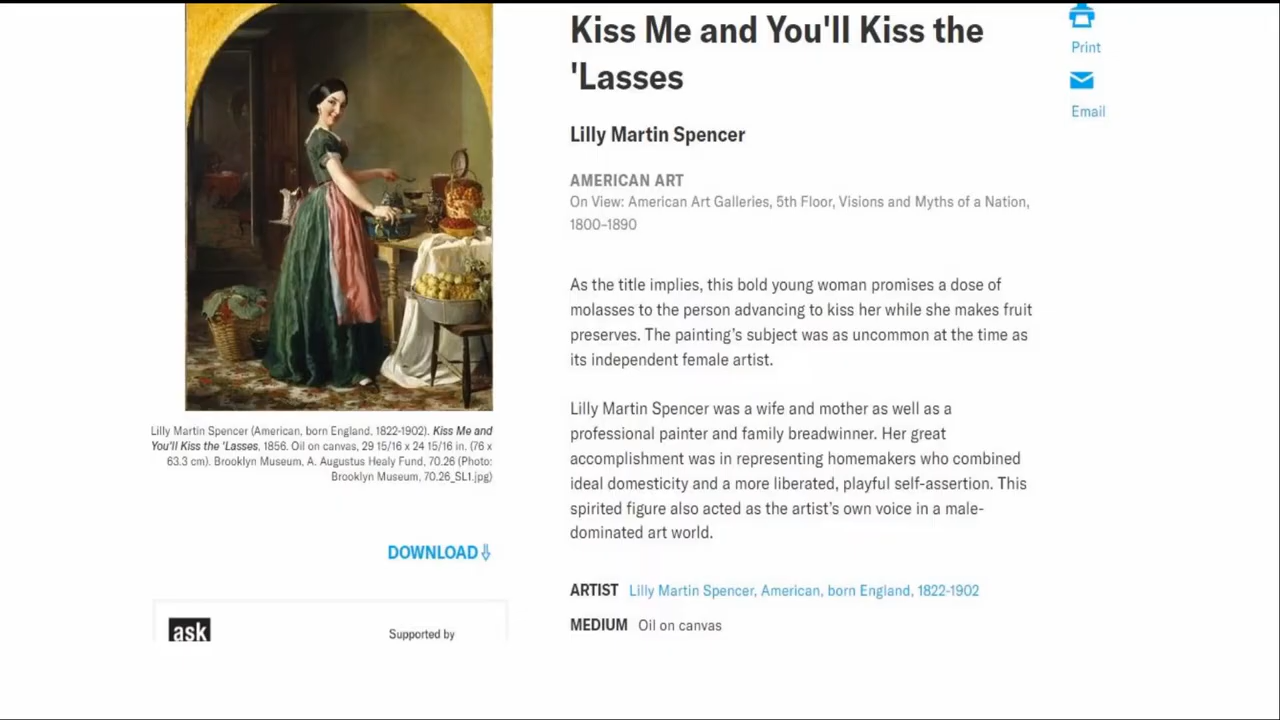 Kiss Me and You'll Kiss the
'Lasses
Lilly Martin Spencer
AMERICAN ART
On View: American Art Galleries, 5th Floor, Visions and Myths of a Nation,
1800–1890
As the title implies, this bold young woman promises a dose of
molasses to the person advancing to kiss her while she makes fruit
preserves. The painting’s subject was as uncommon at the time as
its independent female artist.
Lilly Martin Spencer was a wife and mother as well as a
professional painter and family breadwinner. Her great
accomplishment was in representing homemakers who combined
ideal domesticity and a more liberated, playful self-assertion. This
spirited figure also acted as the artist’s own voice in a male-
dominated art world.
ARTIST Lilly Martin Spencer, American, born England, 1822-1902
MEDIUM Oil on canvas
Print
Email
Lilly Martin Spencer (American, born England, 1822-1902). Kiss Me and
You'll Kiss the 'Lasses, 1856. Oil on canvas, 29 15/16 x 24 15/16 in. (76 x
63.3 cm). Brooklyn Museum, A. Augustus Healy Fund, 70.26 (Photo:
Brooklyn Museum, 70.26_SL1.jpg)
DOWNLOAD
ask
Supported by